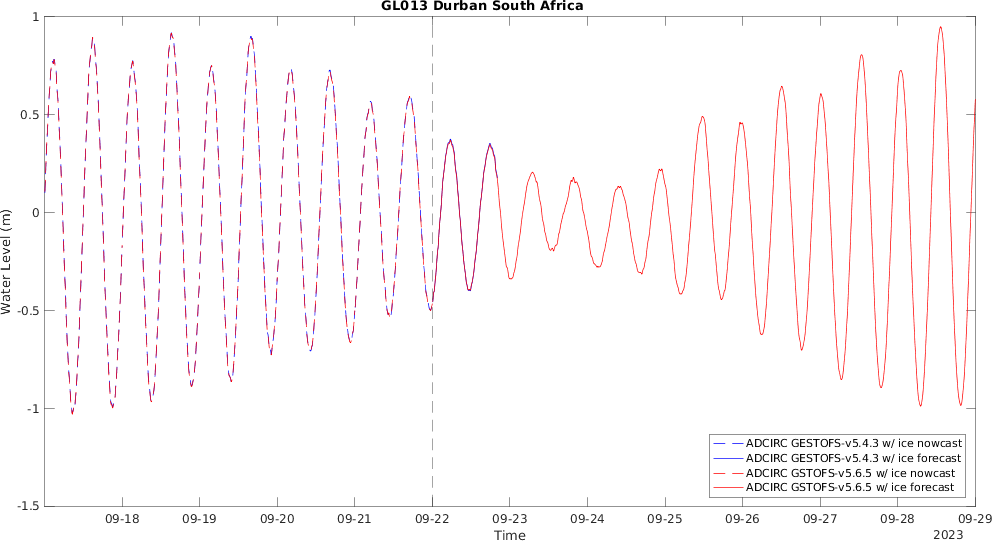 GL013 Durban South Africa
1
0.5
0
-0.5
-1
-1.5
Water Level (m)
09-18 09-19 09-20 09-21 09-22 09-23 09-24 09-25 09-26 09-27 09-28 09-29
Time
2023
ADCIRC GESTOFS-v5.4.3 w/ ice nowcast
ADCIRC GESTOFS-v5.4.3 w/ ice forecast
ADCIRC GSTOFS-v5.6.5 w/ ice nowcast
ADCIRC GSTOFS-v5.6.5 w/ ice forecast